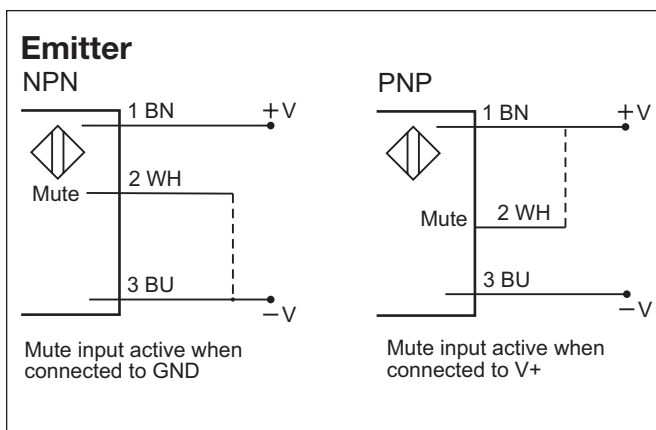 Emitter
NPN
1 BN
+V
2 WH
Mute
3 BU
–V
Mute input active when
connected to GND
PNP
1 BN
+V
Mute
2 WH
3 BU
–V
Mute input active when
connected to V+